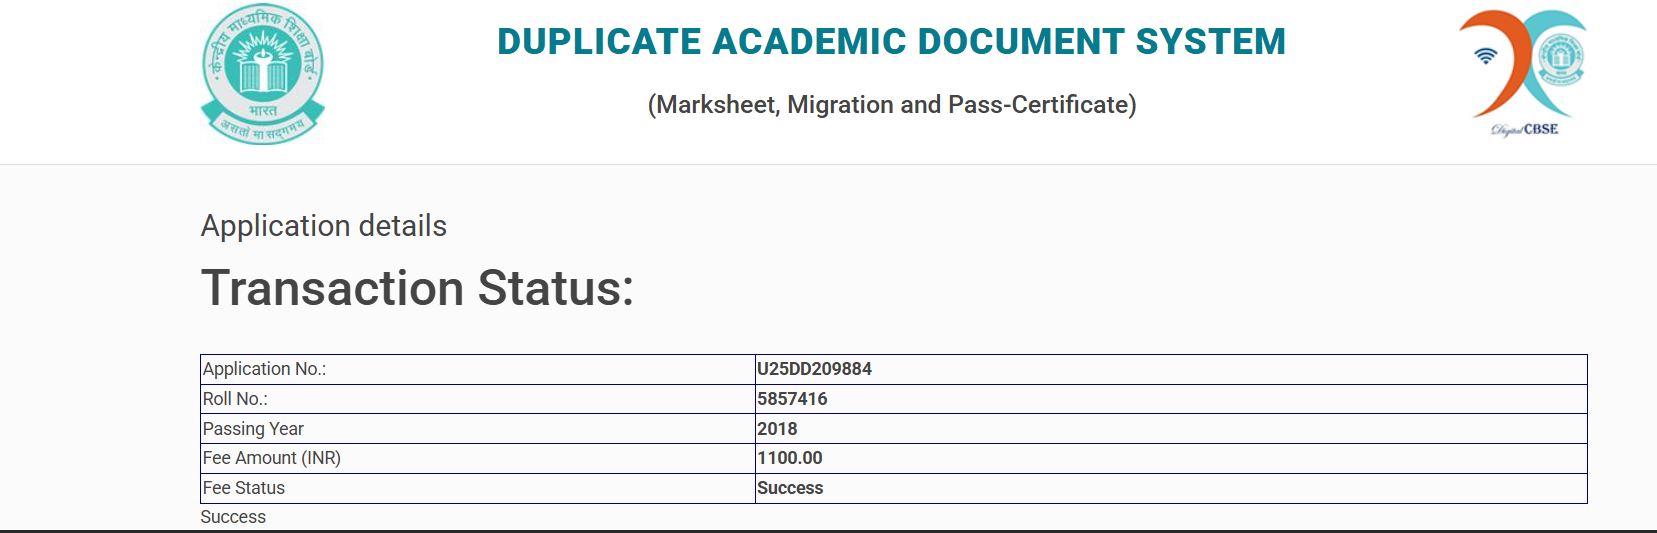 केन्द्रीय माध्यमिक शिक्षा बोर्ड
भारत
असतो मा सद्गमय
DUPLICATE ACADEMIC DOCUMENT SYSTEM
(Marksheet, Migration and Pass-Certificate)
Digital CBSE
Application details
Transaction Status:
Application No.: U25DD209884
Roll No.: 5857416
Passing Year 2018
Fee Amount (INR) 1100.00
Fee Status Success
Success